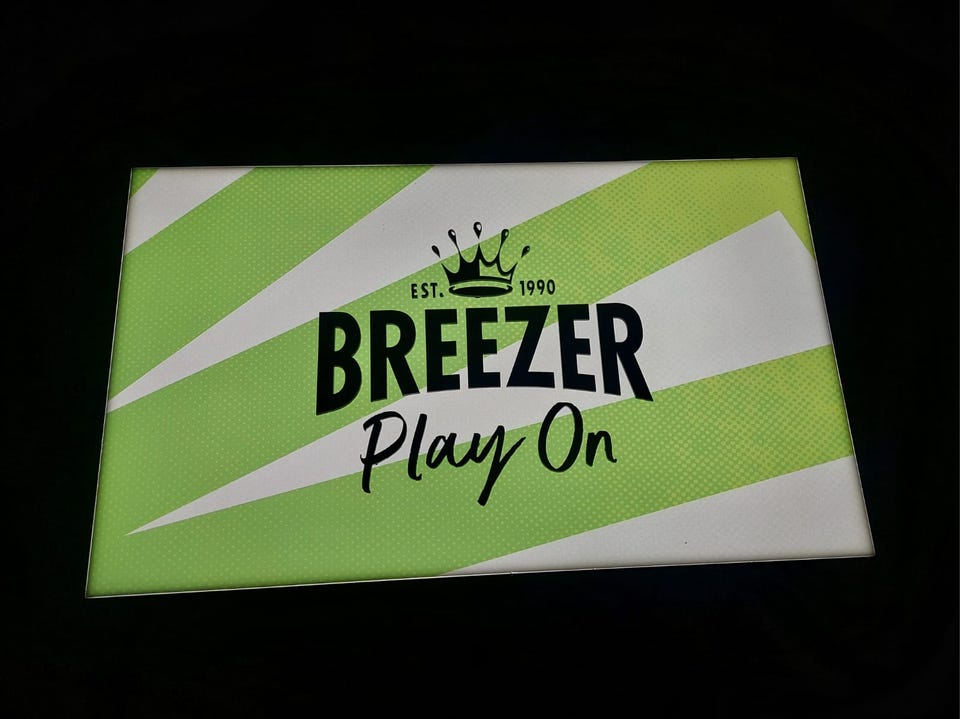 EST. 1990
BREEZER
Play On